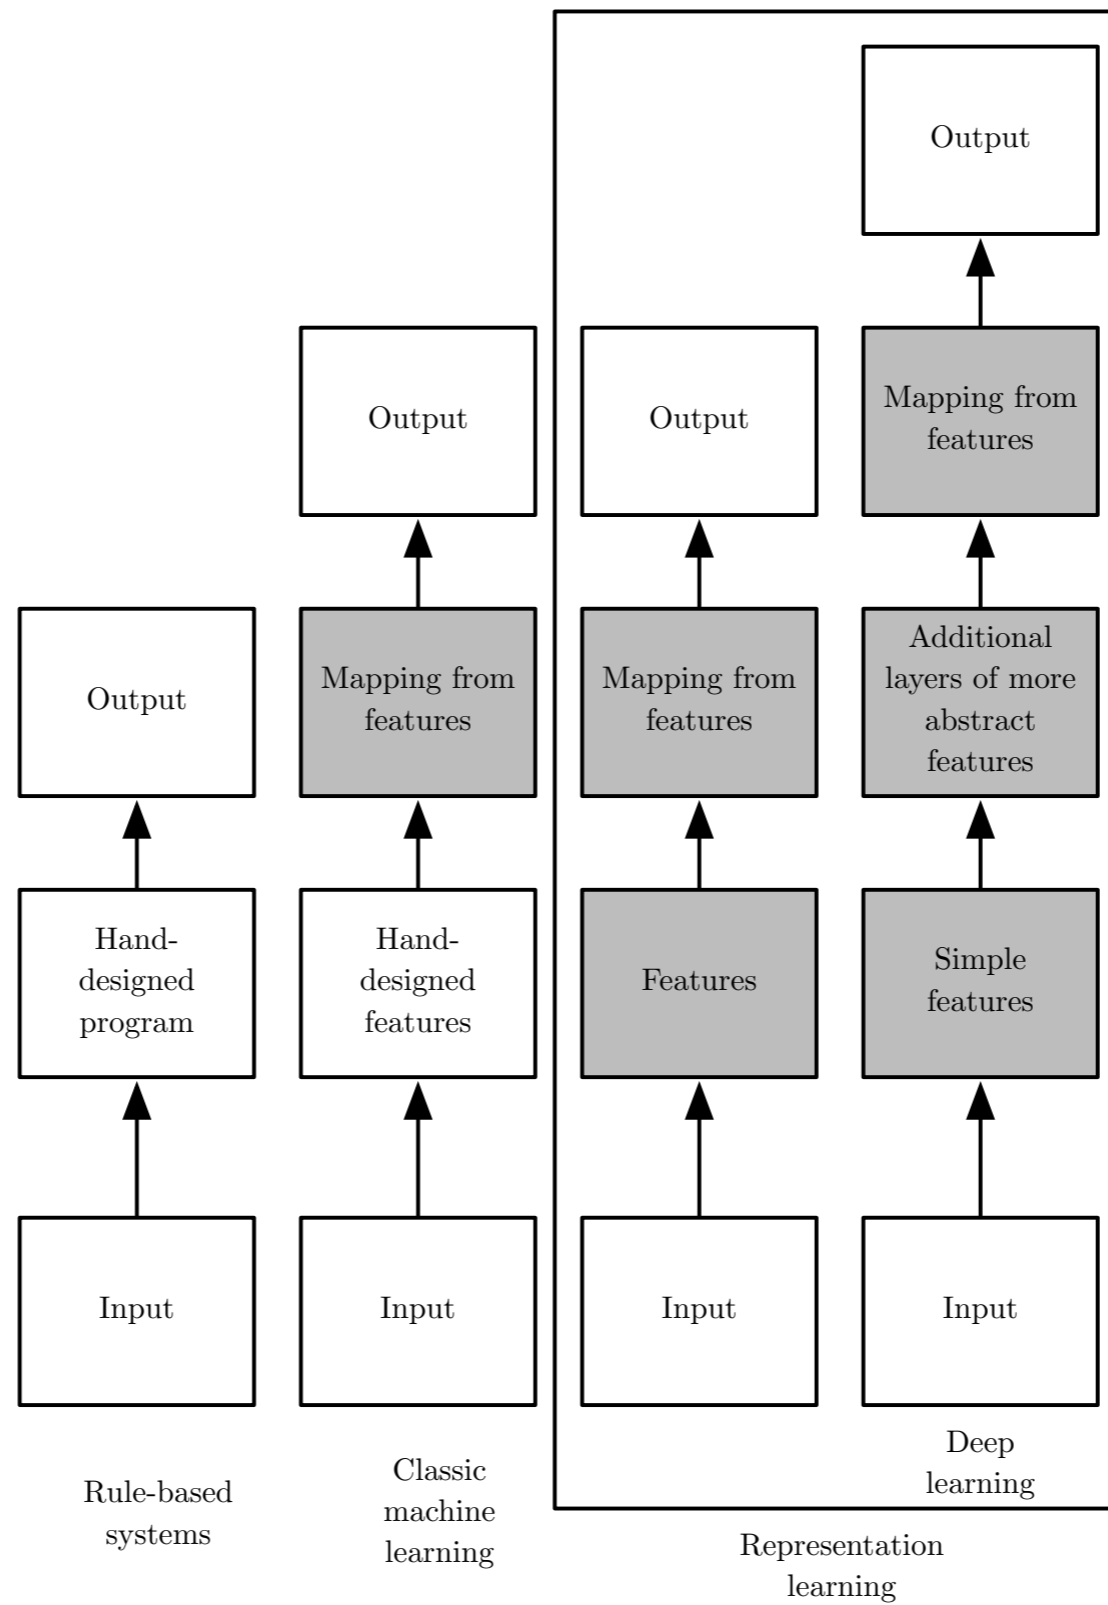 Output
Output
Output
Mapping from
features
Output
Mapping from
features
Mapping from
features
Additional
layers of more
abstract
features
Hand-
designed
program
Hand-
designed
features
Features
Simple
features
Input
Input
Input
Input
Rule-based
systems
Classic
machine
learning
Deep
learning
Representation
learning